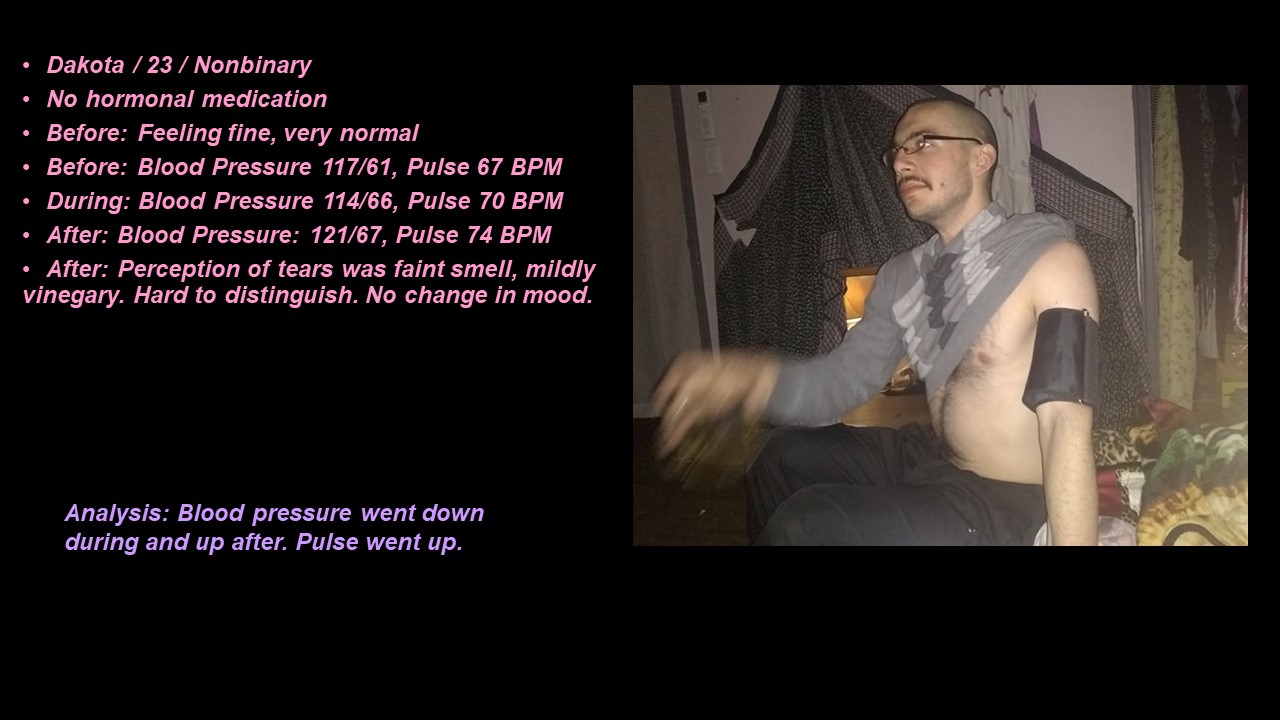 • Dakota / 23 / Nonbinary
• No hormonal medication
• Before: Feeling fine, very normal
• Before: Blood Pressure 117/61, Pulse 67 BPM
• During: Blood Pressure 114/66, Pulse 70 BPM
• After: Blood Pressure: 121/67, Pulse 74 BPM
• After: Perception of tears was faint smell, mildly
vinegary. Hard to distinguish. No change in mood.
Analysis: Blood pressure went down
during and up after. Pulse went up.